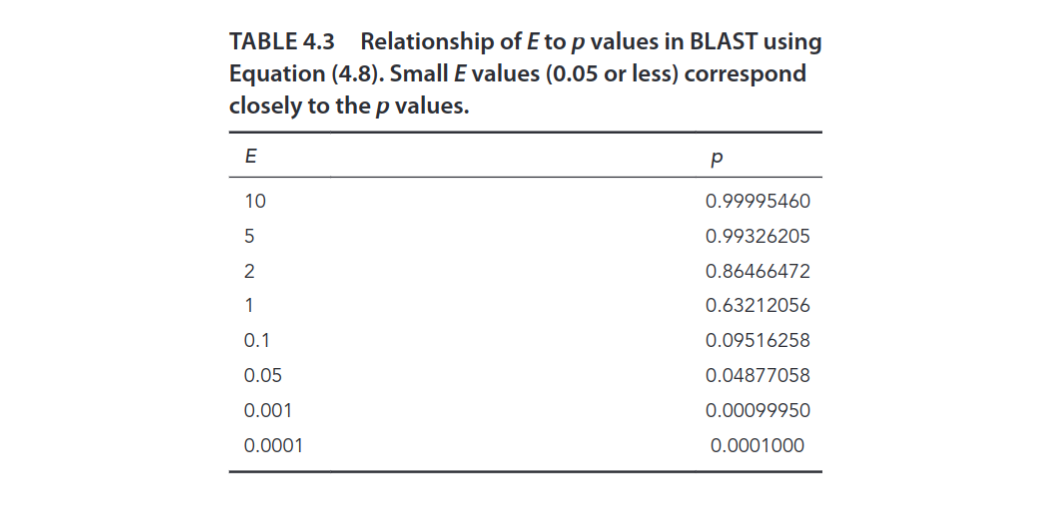 TABLE 4.3 Relationship of E to p values in BLAST using
Equation (4.8). Small E values (0.05 or less) correspond
closely to the p values.
E p
10 0.99995460
5 0.99326205
2 0.86466472
1 0.63212056
0.1 0.09516258
0.05 0.04877058
0.001 0.00099950
0.0001 0.0001000